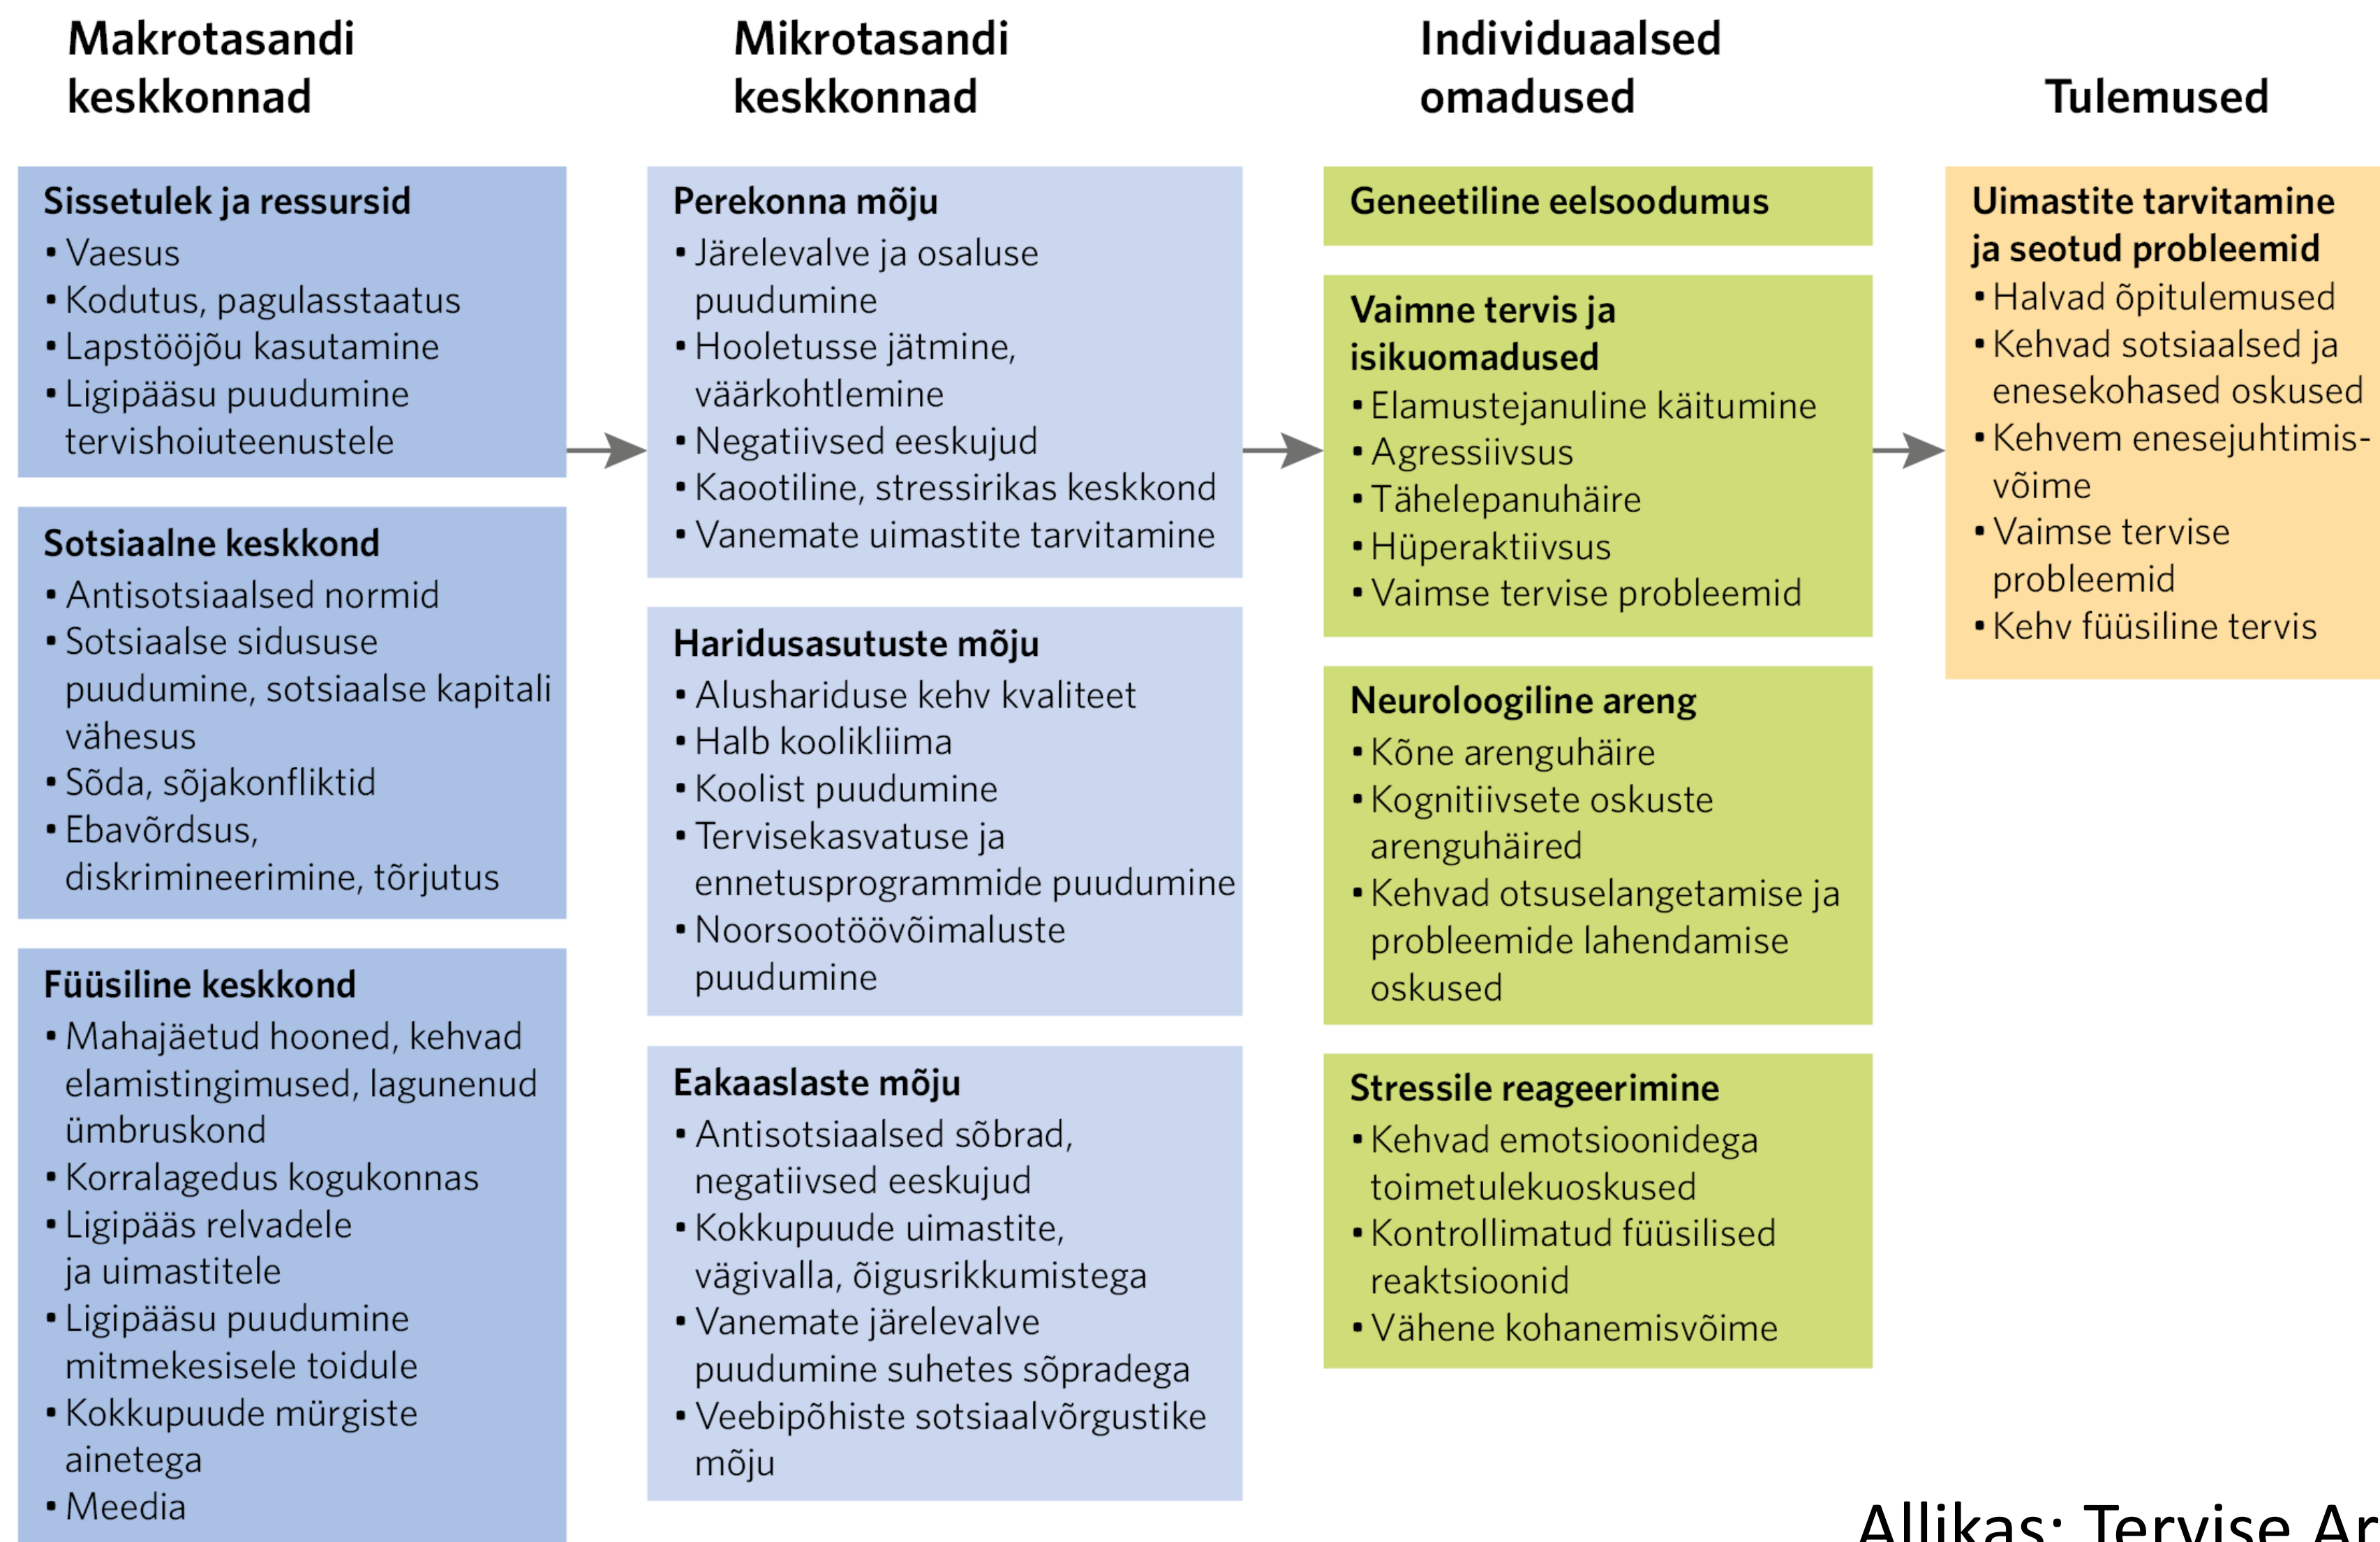 Makrotasandi
keskkonnad
Sissetulek ja ressursid
▪ Vaesus
▪ Kodutus, pagulasstaatus
▪ Lapstööjõu kasutamine
▪ Ligipääsu puudumine
tervishoiuteenustele
Sotsiaalne keskkond
▪ Antisotsiaalsed normid
▪ Sotsiaalse sidususe
puudumine, sotsiaalse kapitali
vähesus
▪ Sõda, sõjakonfliktid
▪ Ebavõrdsus,
diskrimineerimine, tõrjutus
Füüsiline keskkond
▪ Mahajäetud hooned, kehvad
elamistingimused, lagunenud
ümbruskond
▪ Korralagedus kogukonnas
▪ Ligipääs relvadele
ja uimastitele
▪ Ligipääsu puudumine
mitmekesisele toidule
▪ Kokkupuude mürgiste
ainetega
▪ Meedia
Mikrotasandi
keskkonnad
Perekonna mõju
▪ Järelevalve ja osaluse
puudumine
▪ Hooletusse jätmine,
väärkohtlemine
▪ Negatiivsed eeskujud
▪ Kaootiline, stressirikas keskkond
▪ Vanemate uimastite tarvitamine
Haridusasutuste mõju
▪ Alushariduse kehv kvaliteet
▪ Halb koolikliima
▪ Koolist puudumine
▪ Tervisekasvatuse ja
ennetusprogrammide puudumine
▪ Noorsootöövõimaluste
puudumine
Eakaaslaste mõju
▪ Antisotsiaalsed sõbrad,
negatiivsed eeskujud
▪ Kokkupuude uimastite,
vägivalla, õigusrikkumistega
▪ Vanemate järelevalve
puudumine suhetes sõpradega
▪ Veebipõhiste sotsiaalvõrgustike
mõju
Individuaalsed
omadused
Geneetiline eelsoodumus
Vaimne tervis ja
isikuomadused
▪ Elamustejanuline käitumine
▪ Agressiivsus
▪ Tähelepanuhäire
▪ Hüperaktiivsus
▪ Vaimse tervise probleemid
Neuroloogiline areng
▪ Kõne arenguhäire
▪ Kognitiivsete oskuste
arenguhäired
▪ Kehvad otsuselangetamise ja
probleemide lahendamise
oskused
Stressile reageerimine
▪ Kehvad emotsioonidega
toimetulekuoskused
▪ Kontrollimatud füüsilised
reaktsioonid
▪ Vähene kohanemisvõime
Tulemused
Uimastite tarvitamine
ja seotud probleemid
▪ Halvad õpitulemused
▪ Kehvad sotsiaalsed ja
enesekohased oskused
▪ Kehvem enesejuhtimis-
võime
▪ Vaimse tervise
probleemid
▪ Kehv füüsiline tervis
Allikas: Tervise